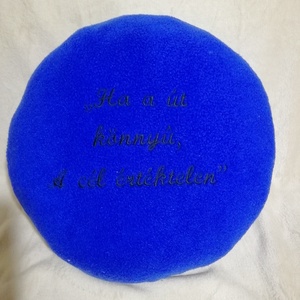 „Ha a út
könnyű,
a cél értéktelen”